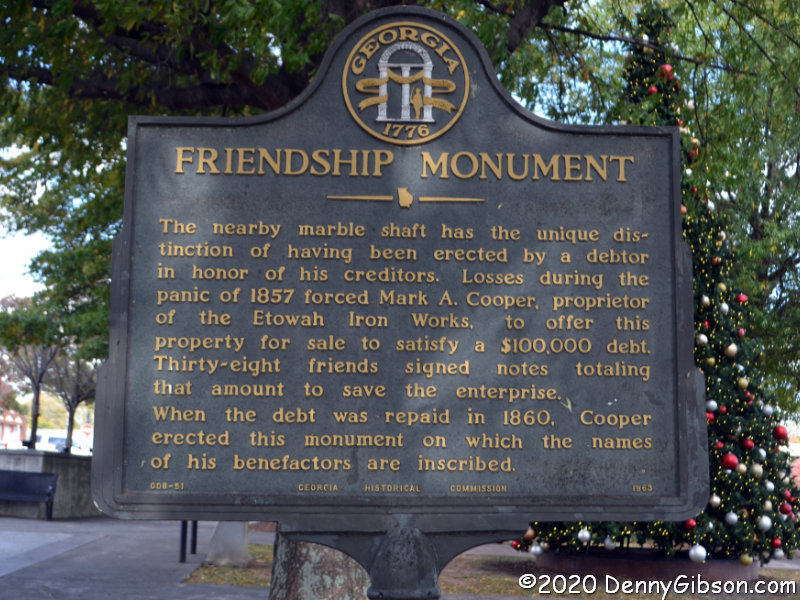 GEORGIA
1776
FRIENDSHIP MONUMENT
The nearby marble shaft has the unique dis-
tinction of having been erected by a debtor
in honor of his creditors. Losses during the
panic of 1857 forced Mark A. Cooper, proprietor
of the Etowah Iron Works, to offer this
property for sale to satisfy a $100,000 debt.
Thirty-eight friends signed notes totaling
that amount to save the enterprise.
When the debt was repaid in 1860, Cooper
erected this monument on which the names
of his benefactors are inscribed.
008-51 GEORGIA HISTORICAL COMMISSION 1963
©2020 DennyGibson.com